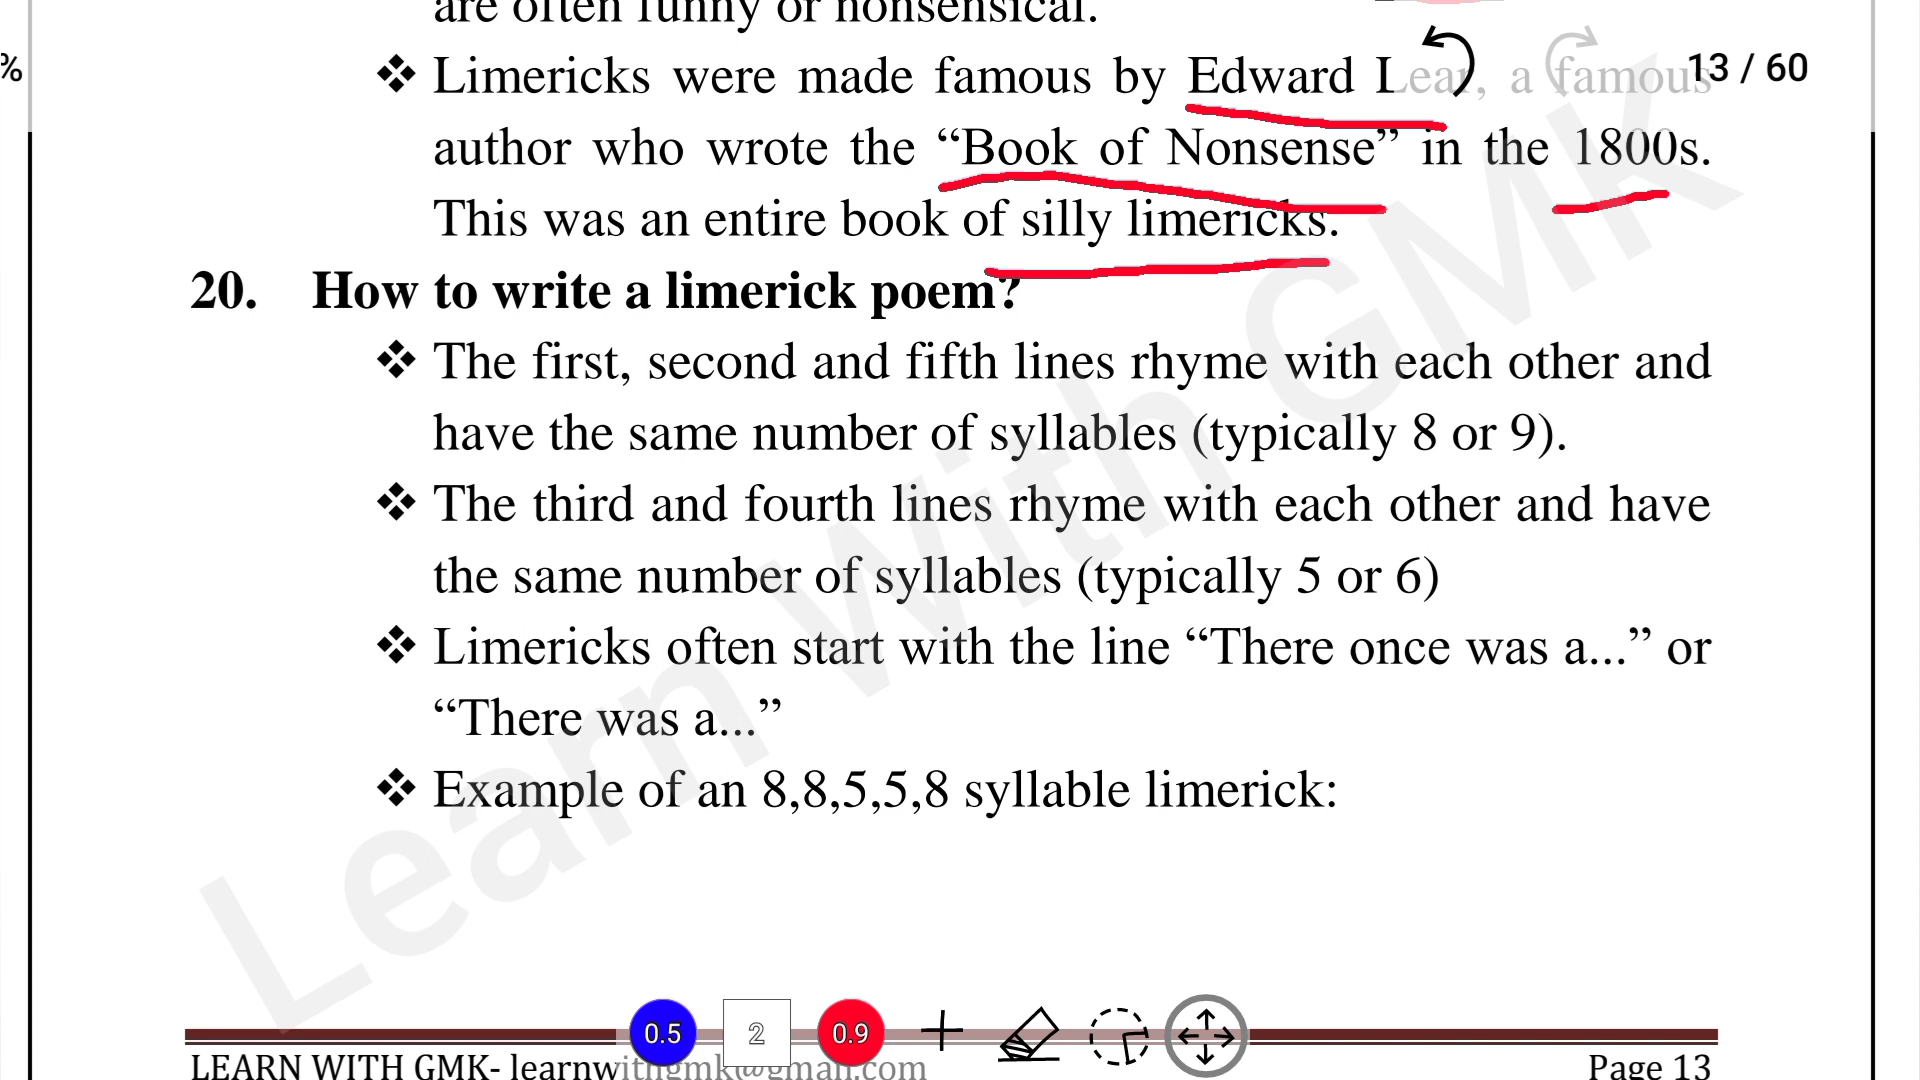 are often funny or nonsensical.
%
❖ Limericks were made famous by Edward Lear, a famous
13 / 60
author who wrote the “Book of Nonsense” in the 1800s.
This was an entire book of silly limericks.
20. How to write a limerick poem?
❖ The first, second and fifth lines rhyme with each other and
have the same number of syllables (typically 8 or 9).
❖ The third and fourth lines rhyme with each other and have
the same number of syllables (typically 5 or 6)
❖ Limericks often start with the line “There once was a...” or
“There was a...”
❖ Example of an 8,8,5,5,8 syllable limerick:
Learn With GMK
0.5 2 0.9
LEARN WITH GMK- learnwithgmk@gmail.com Page 13